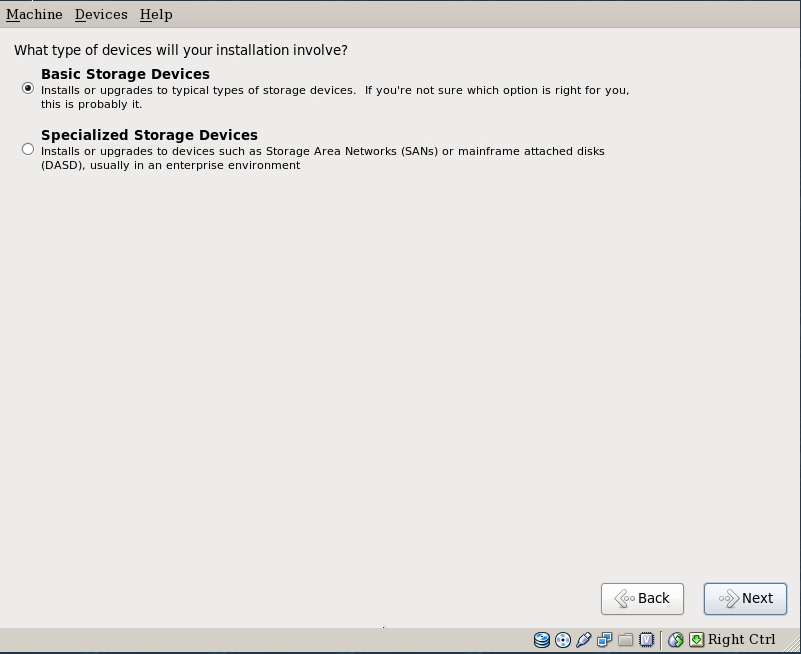 Machine Devices Help
What type of devices will your installation involve?
Basic Storage Devices
Installs or upgrades to typical types of storage devices.  If you're not sure which option is right for you,
this is probably it.
Specialized Storage Devices
Installs or upgrades to devices such as Storage Area Networks (SANs) or mainframe attached disks
(DASD), usually in an enterprise environment
Back Next
Right Ctrl